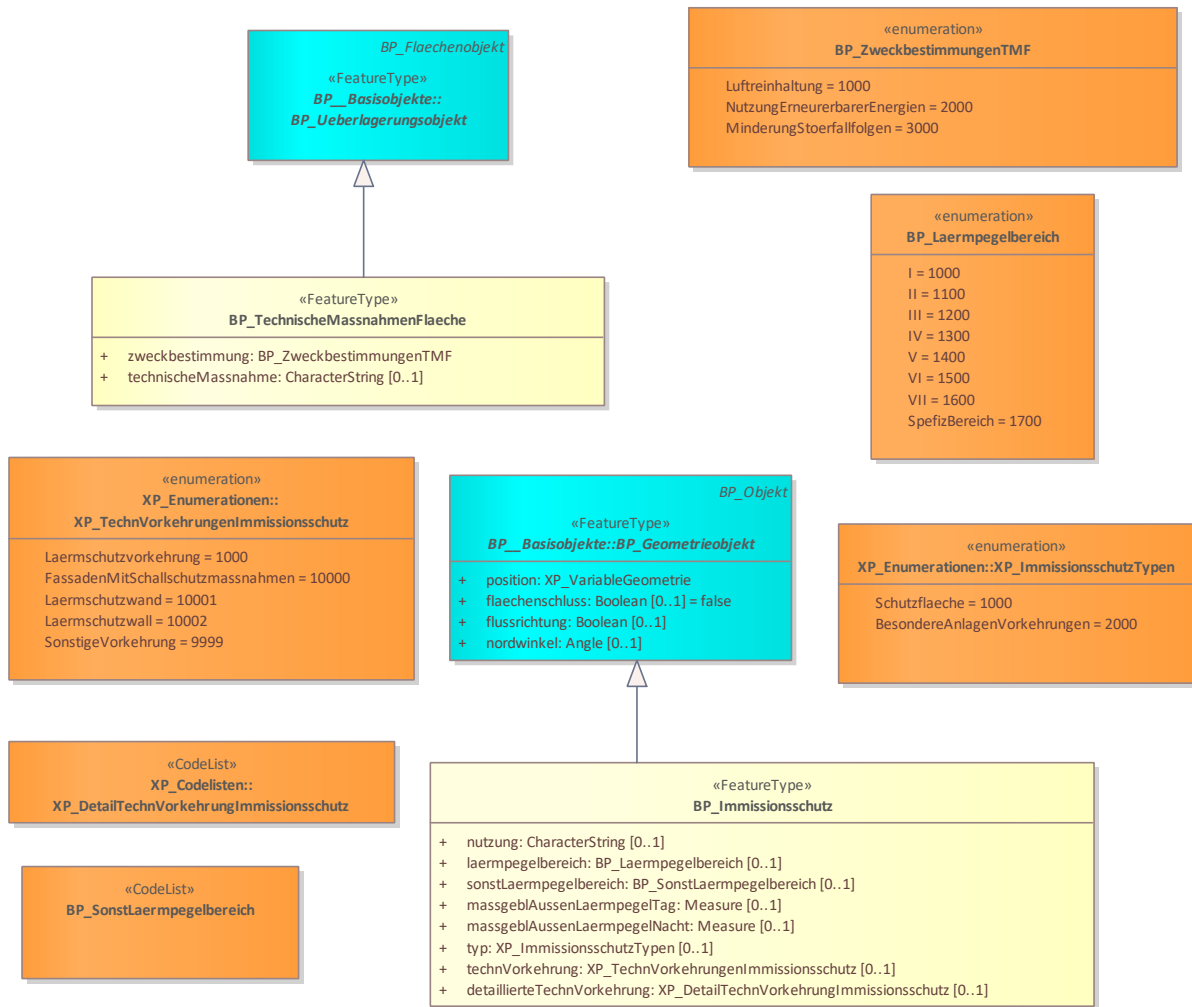 BP_Flaechenobjekt
«FeatureType»
BP__Basisobjekte::
BP_Ueberlagerungsobjekt
«enumeration»
BP_ZweckbestimmungenTMF
Luftreinhaltung = 1000
NutzungErneurerbarerEnergien = 2000
MinderungStoerfallfolgen = 3000
«enumeration»
BP_Laermpegelbereich
I = 1000
II = 1100
III = 1200
IV = 1300
V = 1400
VI = 1500
VII = 1600
SpefizBereich = 1700
«FeatureType»
BP_TechnischeMassnahmenFlaeche
+ zweckbestimmung: BP_ZweckbestimmungenTMF
+ technischeMassnahme: CharacterString [0..1]
«enumeration»
XP_Enumerationen::
XP_TechnVorkehrungenImmissionsschutz
Laermschutzvorkehrung = 1000
FassadenMitSchallschutzmassnahmen = 10000
Laermschutzwand = 10001
Laermschutzwall = 10002
SonstigeVorkehrung = 9999
BP_Objekt
«FeatureType»
BP__Basisobjekte::BP_Geometrieobjekt
+ position: XP_VariableGeometrie
+ flaechenschluss: Boolean [0..1] = false
+ flussrichtung: Boolean [0..1]
+ nordwinkel: Angle [0..1]
«enumeration»
XP_Enumerationen::XP_ImmissionsschutzTypen
Schutzflaeche = 1000
BesondereAnlagenVorkehrungen = 2000
«CodeList»
XP_Codelisten::
XP_DetailTechnVorkehrungImmissionsschutz
«CodeList»
BP_SonstLaermpegelbereich
«FeatureType»
BP_Immissionsschutz
+ nutzung: CharacterString [0..1]
+ laermpegelbereich: BP_Laermpegelbereich [0..1]
+ sonstLaermpegelbereich: BP_SonstLaermpegelbereich [0..1]
+ massgeblAussenLaermpegelTag: Measure [0..1]
+ massgeblAussenLaermpegelNacht: Measure [0..1]
+ typ: XP_ImmissionsschutzTypen [0..1]
+ technVorkehrung: XP_TechnVorkehrungenImmissionsschutz [0..1]
+ detaillierteTechnVorkehrung: XP_DetailTechnVorkehrungImmissionsschutz [0..1]